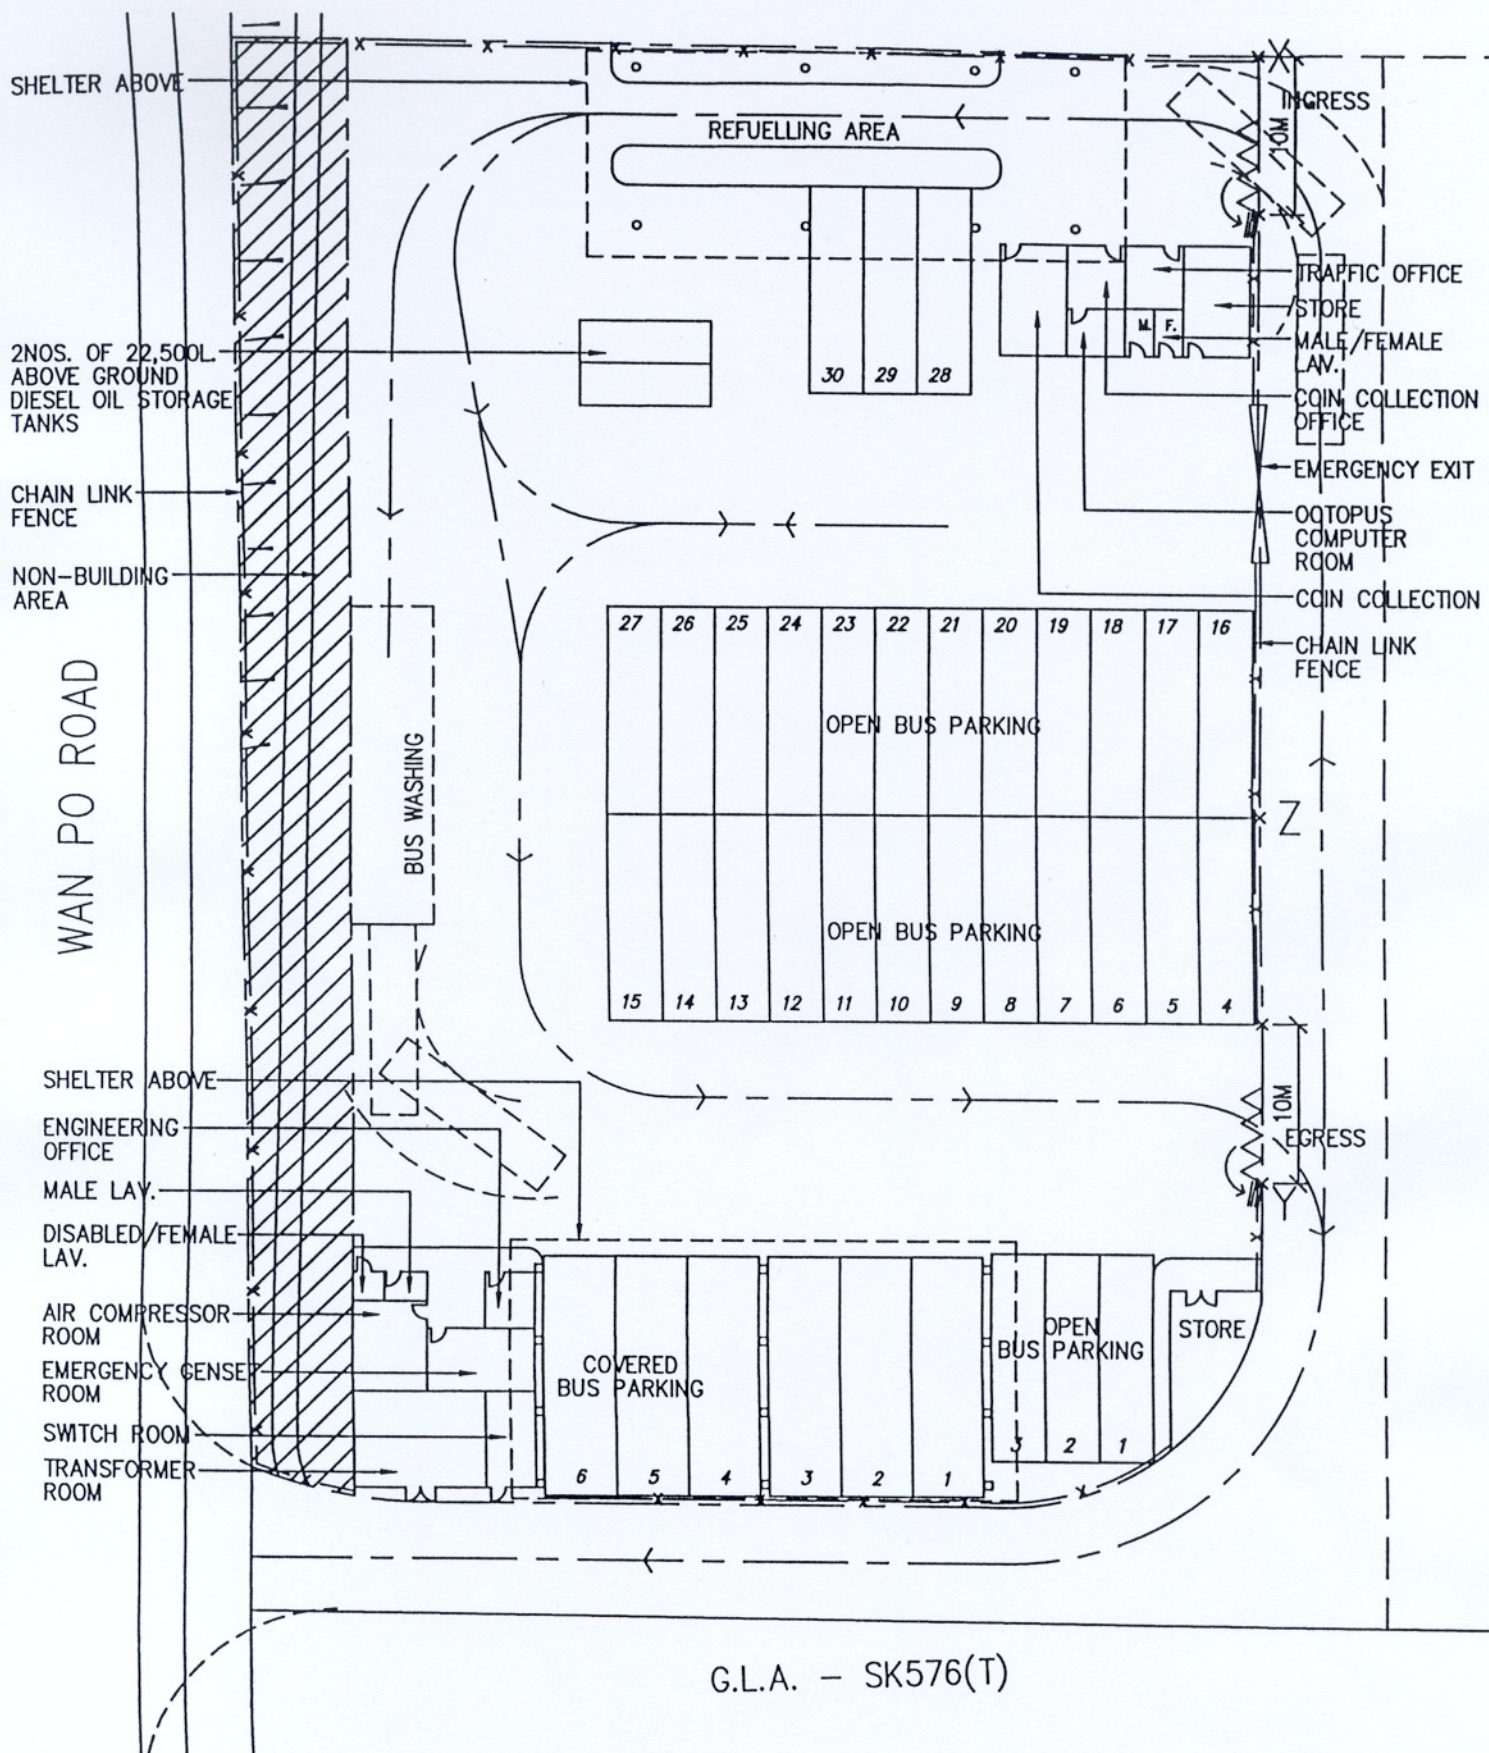 SHELTER ABOVE
INGRESS
10M
REFUELLING AREA
TRAFFIC OFFICE
STORE
M. F.
MALE/FEMALE
LAV.
2NOS. OF 22,500L.
ABOVE GROUND
DIESEL OIL STORAGE
TANKS
30 29 28
COIN COLLECTION
OFFICE
EMERGENCY EXIT
CHAIN LINK
FENCE
OCTOPUS
COMPUTER
ROOM
NON-BUILDING
AREA
COIN COLLECTION
27 26 25 24 23 22 21 20 19 18 17 16
CHAIN LINK
FENCE
WAN PO ROAD
OPEN BUS PARKING
BUS WASHING
X
Z
OPEN BUS PARKING
15 14 13 12 11 10 9 8 7 6 5 4
SHELTER ABOVE
10M
ENGINEERING
OFFICE
EGRESS
MALE LAV.
Y
DISABLED/FEMALE
LAV.
AIR COMPRESSOR
ROOM
OPEN
BUS PARKING
STORE
EMERGENCY GENSET
ROOM
COVERED
BUS PARKING
SWITCH ROOM
3 2 1
TRANSFORMER
ROOM
6 5 4 3 2 1
G.L.A. - SK576(T)